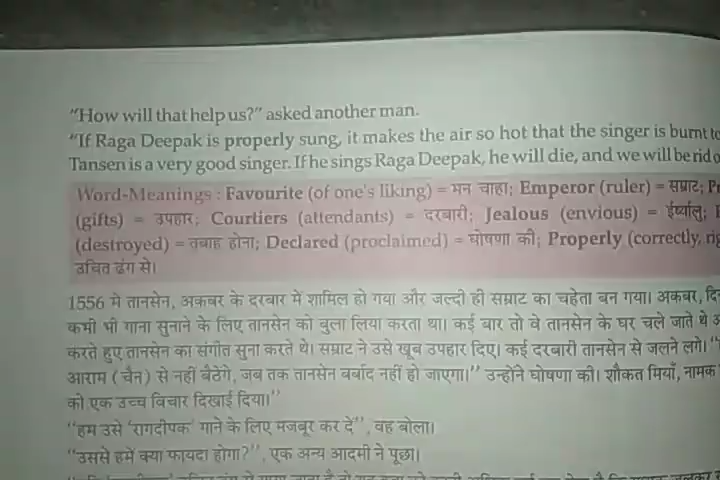 "How will that help us?" asked another man.
"If Raga Deepak is properly sung, it makes the air so hot that the singer is burnt to
Tansen is a very good singer. If he sings Raga Deepak, he will die, and we will be rid o
Word-Meanings : Favourite (of one's liking) = मन चाहा; Emperor (ruler) = सम्राट;
(gifts) = उपहार; Courtiers (attendants) = दरबारी; Jealous (envious) = ईर्ष्यालु;
(destroyed) = तबाह होना; Declared (proclaimed) = घोषणा की; Properly (correctly,
उचित ढंग से।
1556 मे तानसेन, अकबर के दरबार में शामिल हो गया और जल्दी ही सम्राट का चहेता बन गया। अकबर,
कभी भी गाना सुनाने के लिए तानसेन को बुला लिया करता था। कई बार तो वे तानसेन के घर चले जाते थे
करते हुए तानसेन का संगीत सुना करते थे। सम्राट ने उसे खूब उपहार दिए। कई दरबारी तानसेन से जलने लगे।
आराम (चैन) से नहीं बैठेंगे, जब तक तानसेन बर्बाद नहीं हो जाएगा।" उन्होंने घोषणा की। शौकत मियाँ, नामक
को एक उच्च विचार दिखाई दिया।"
"हम उसे 'रागदीपक' गाने के लिए मजबूर कर दें", वह बोला।
"उससे हमें क्या फायदा होगा?", एक अन्य आदमी ने पूछा।